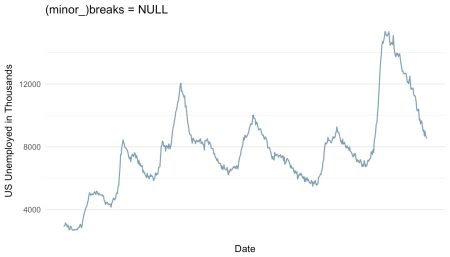 (minor_)breaks = NULL
US Unemployed in Thousands
12000
8000
4000
Date